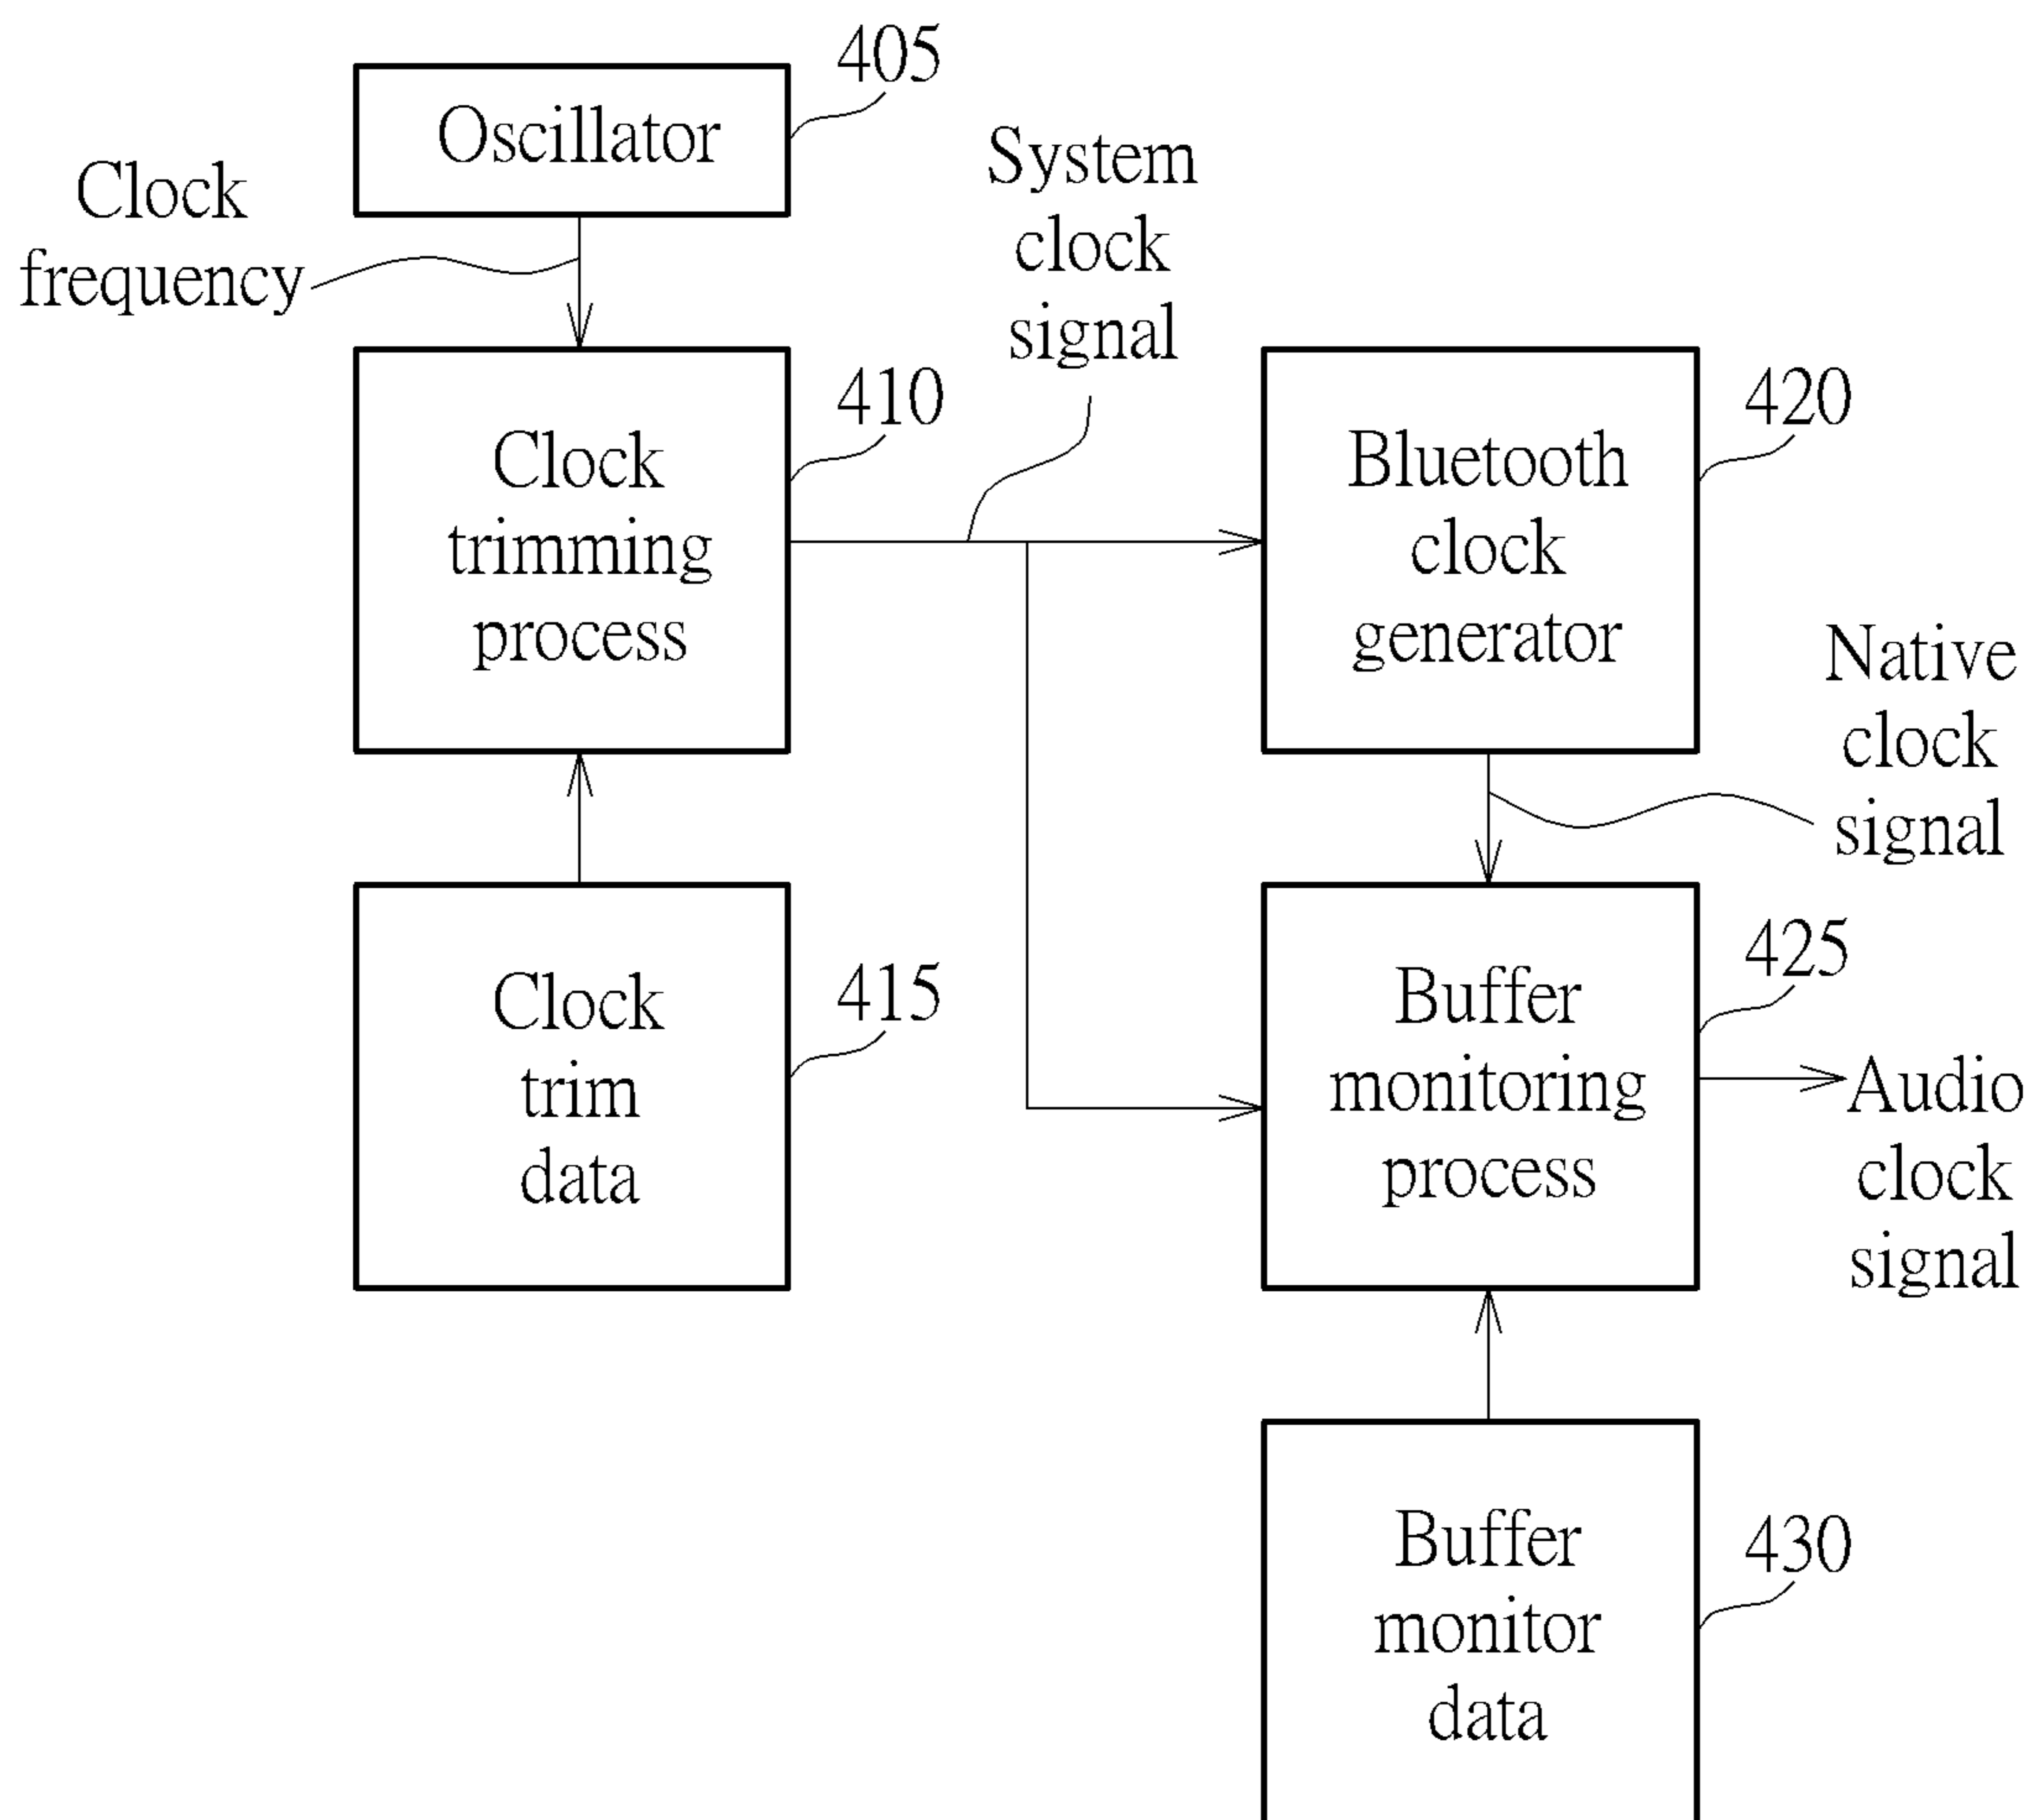 405
Oscillator
Clock
frequency
System
clock
signal
410
Clock
trimming
process
420
Bluetooth
clock
generator
Native
clock
signal
415
Clock
trim
data
425
Buffer
monitoring
process
Audio
clock
signal
430
Buffer
monitor
data